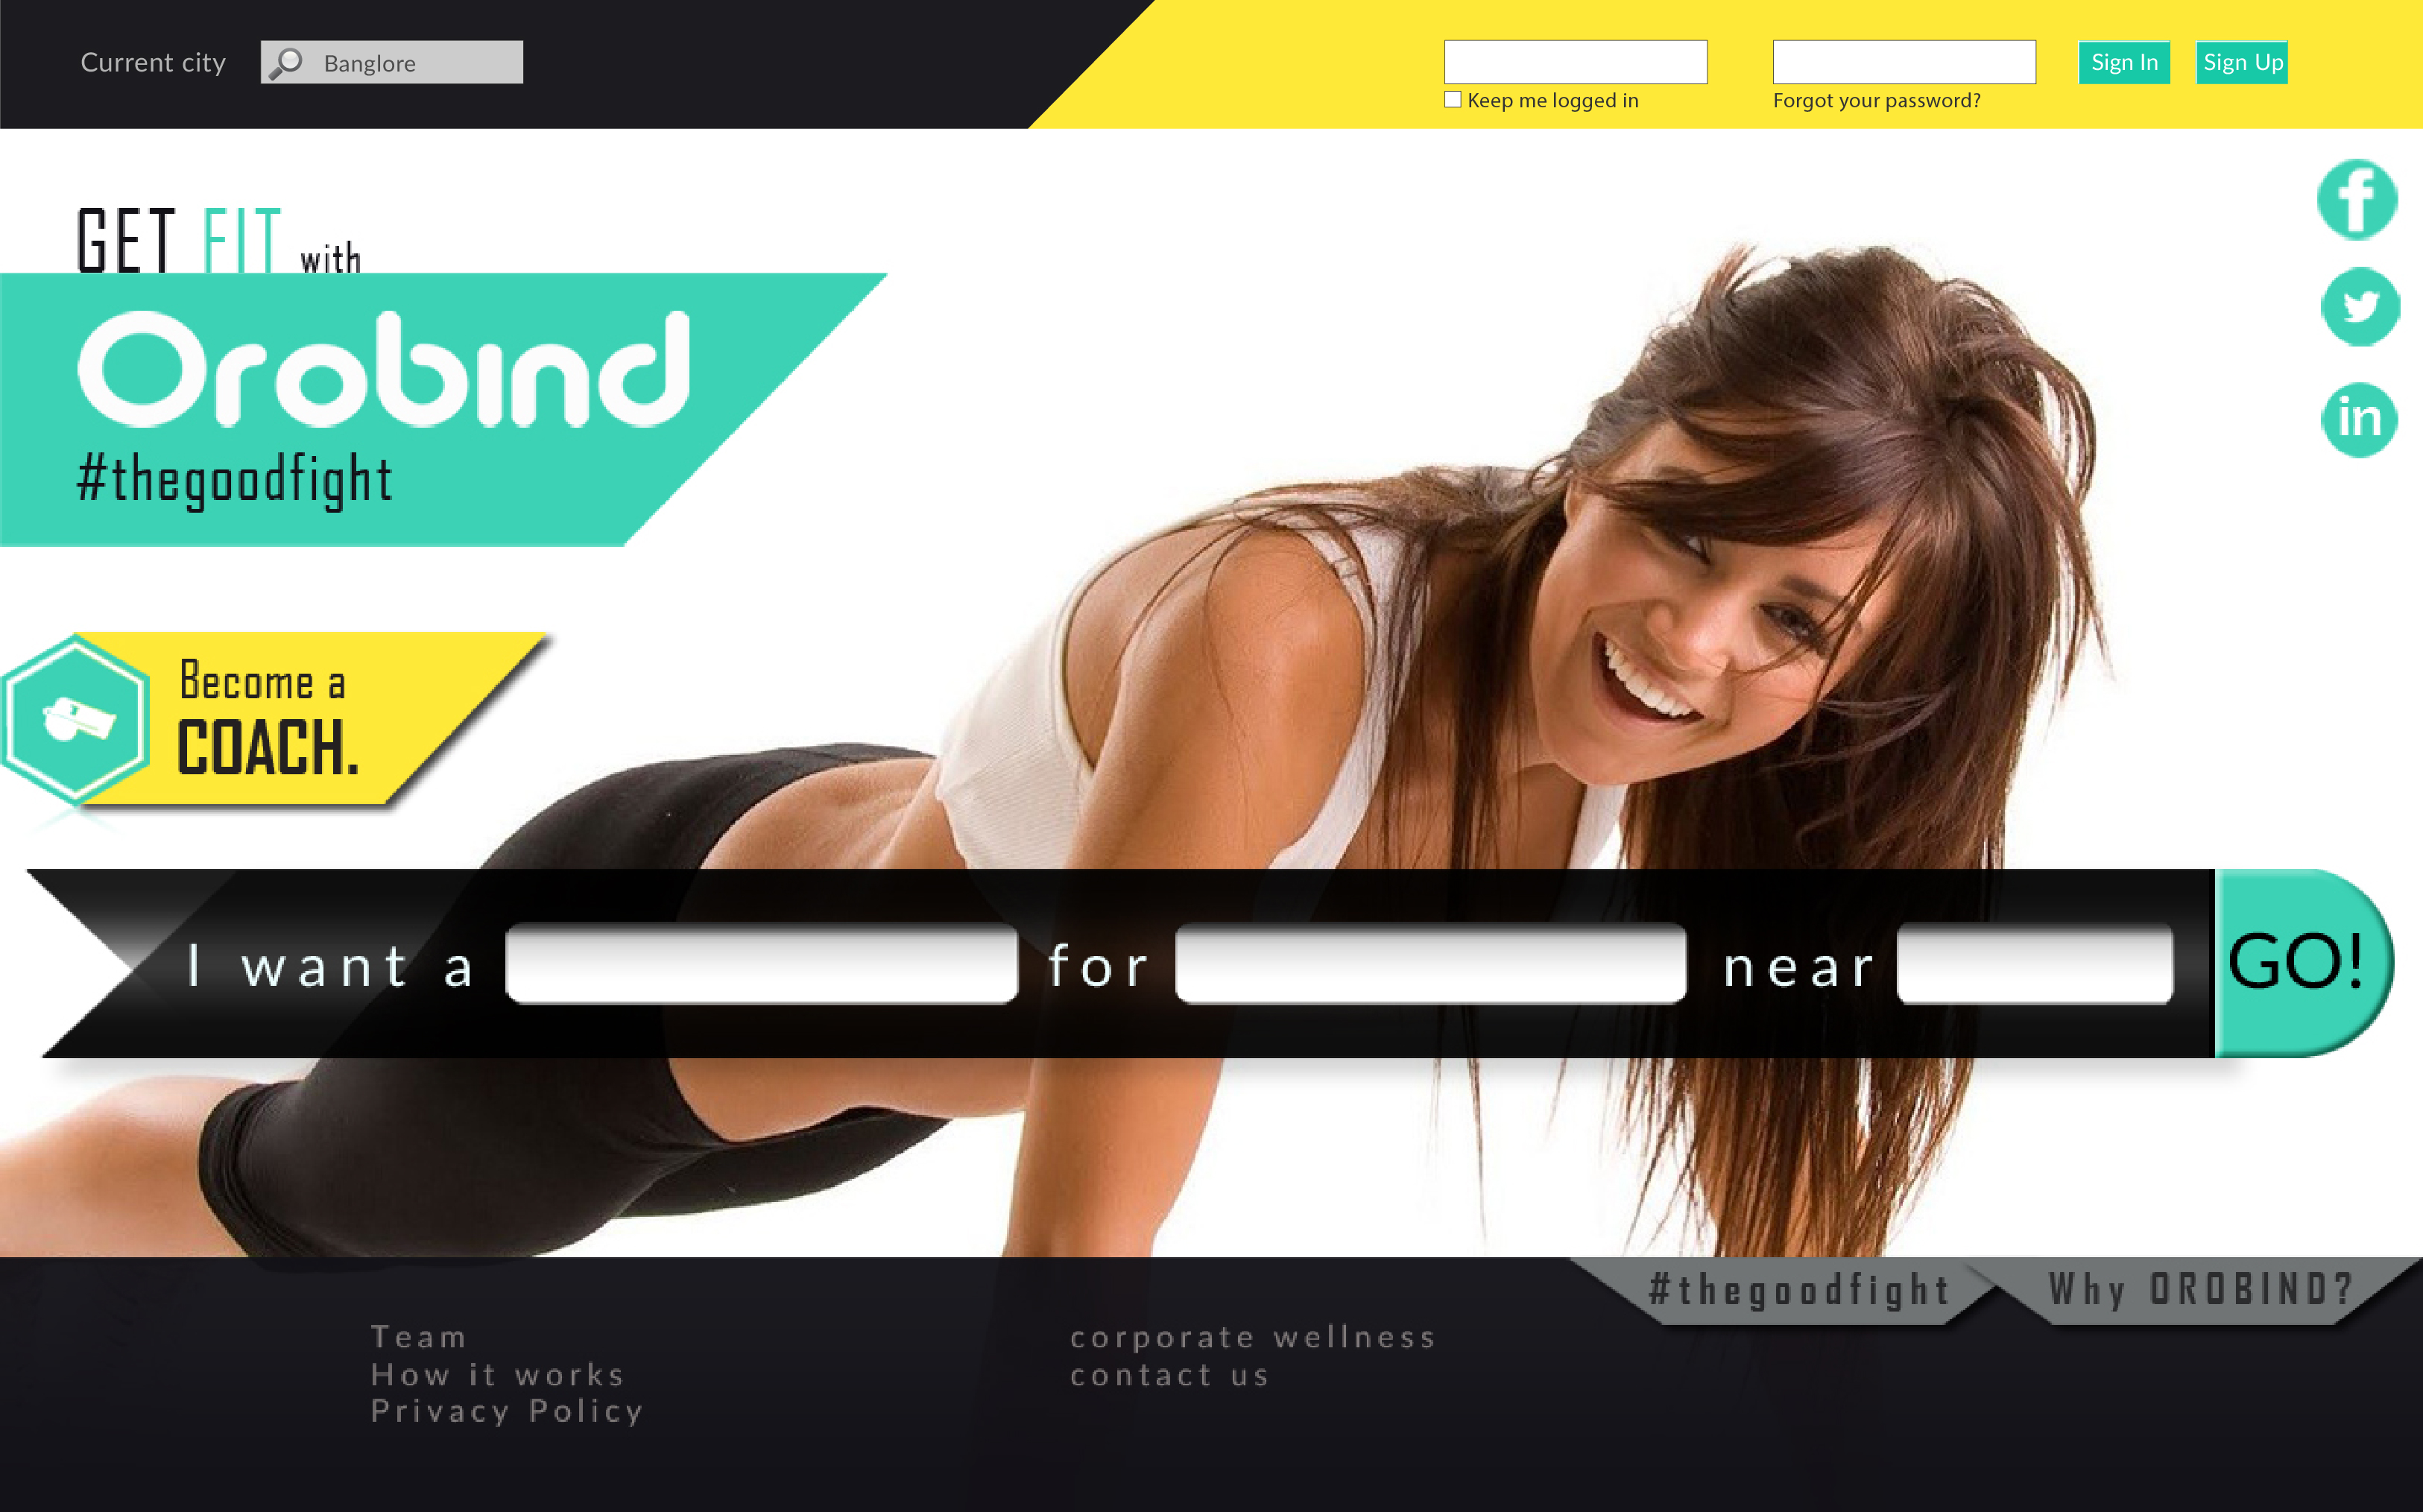 Current city
Banglore
Sign In
Sign Up
Keep me logged in
Forgot your password?
f
in
GET FIT with
Orobind
#thegoodfight
Become a
COACH.
I want a
for
near
GO!
#thegoodfight
Why OROBIND?
Team
How it works
Privacy Policy
corporate wellness
contact us